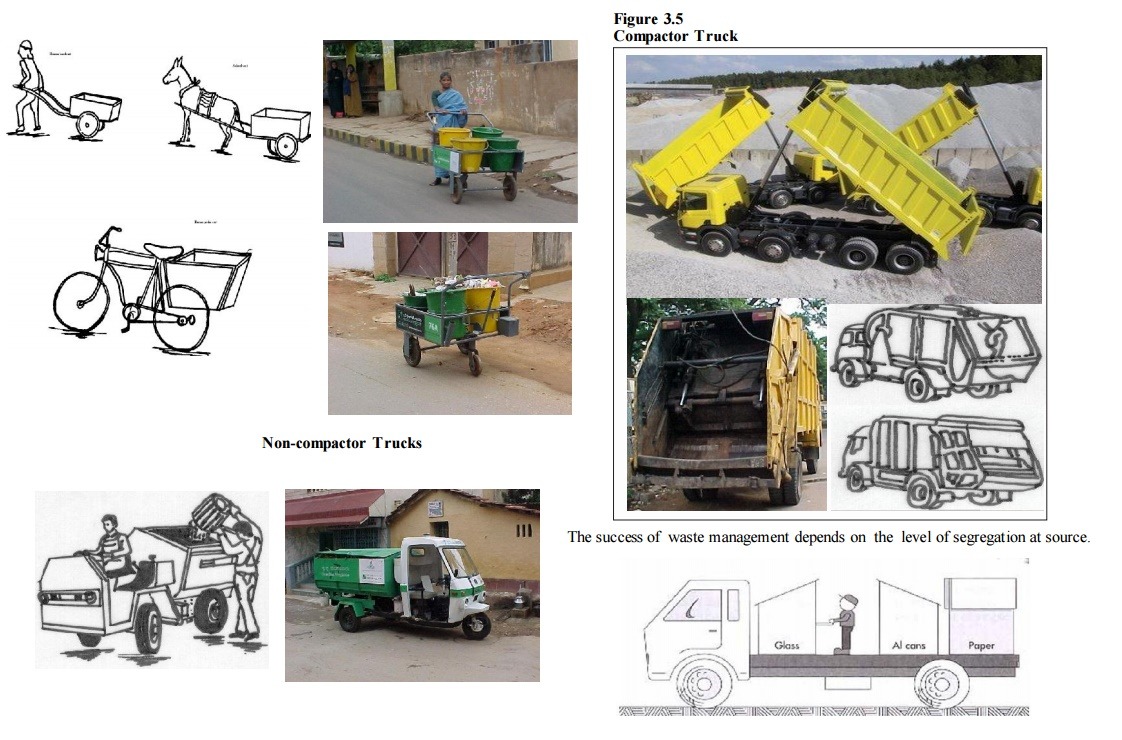 Figure 3.5
Compactor Truck
Non-compactor Trucks
The success of waste management depends on the level of segregation at source.
Glass
Al cans
Paper